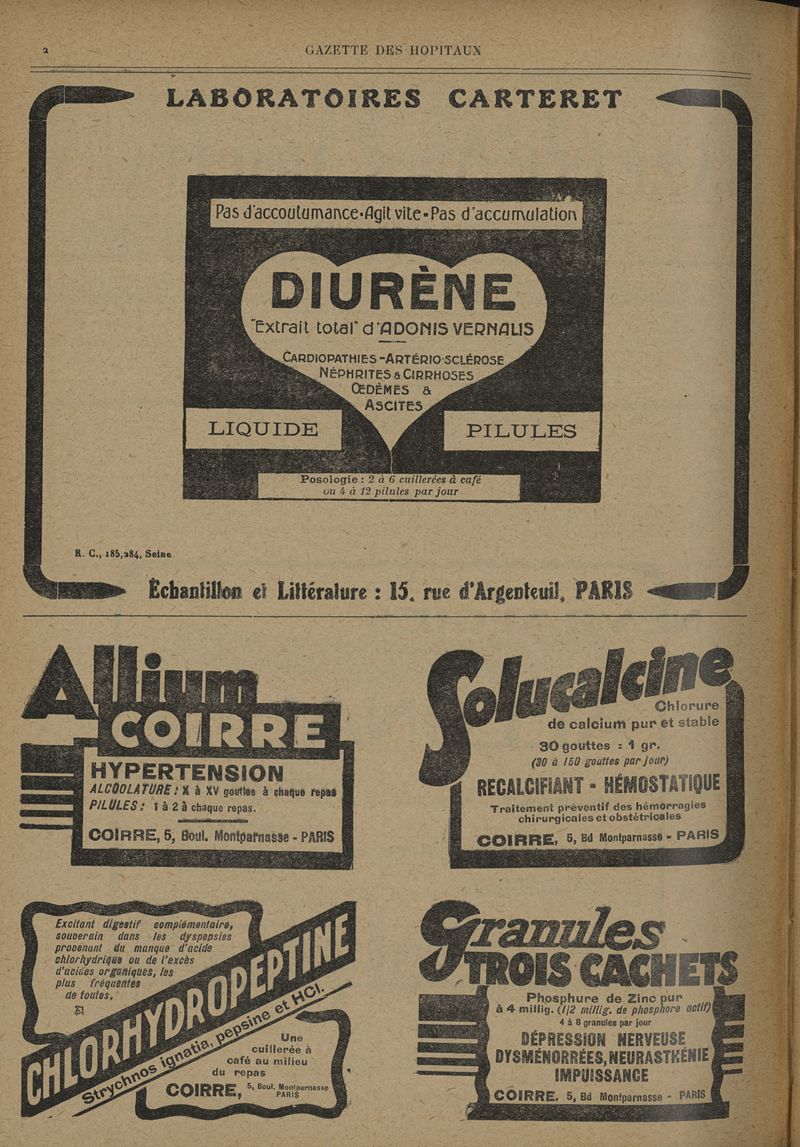 2
GAZETTE DES HOPITAUX
LABORATOIRES CARTERET
Pas d'accoutumance-Agit vite-Pas d'accumulation
DIURÈNE
"Extrait total" d'ADONIS VERNALIS
CARDIOPATHIES-ARTÉRIO-SCLÉROSE
NÉPHRITES & CIRRHOSES
ŒDÈMES &
ASCITES
LIQUIDE
PILULES
Posologie : 2 à 6 cuillerées à café
ou 4 à 12 pilules par jour
R. C., 185,284, Seine
Échantillon et Littérature : 15, rue d'Argenteuil, PARIS
Allium
COIRRE
HYPERTENSION
ALCOOLATURE : X à XV gouttes à chaque repas
PILULES : 1 à 2 à chaque repas.
COIRRE, 5, Boul. Montparnasse - PARIS
Solucalcine
Chlorure
de calcium pur et stable
30 gouttes = 1 gr.
(30 à 150 gouttes par jour)
RECALCIFIANT - HÉMOSTATIQUE
Traitement préventif des hémorragies
chirurgicales et obstétricales
COIRRE, 5, Bd Montparnasse - PARIS
Excitant digestif complémentaire,
souverain dans les dyspepsies
provenant du manque d'acide
chlorhydrique ou de l'excès
d'acides organiques, les
plus fréquentes
de toutes.
CHLORHYDROPEPTINE
Strychnos ignatia, pepsine et HCl.
Une
cuillerée à
café au milieu
du repas
COIRRE, 5, Boul. Montparnasse
PARIS
Granules
TROIS CACHETS
Phosphure de Zinc pur
à 4 millig. (1/2 millig. de phosphore actif)
4 à 8 granules par jour
DÉPRESSION NERVEUSE
DYSMÉNORRÉES, NEURASTHÉNIE
IMPUISSANCE
COIRRE, 5, Bd Montparnasse - PARIS